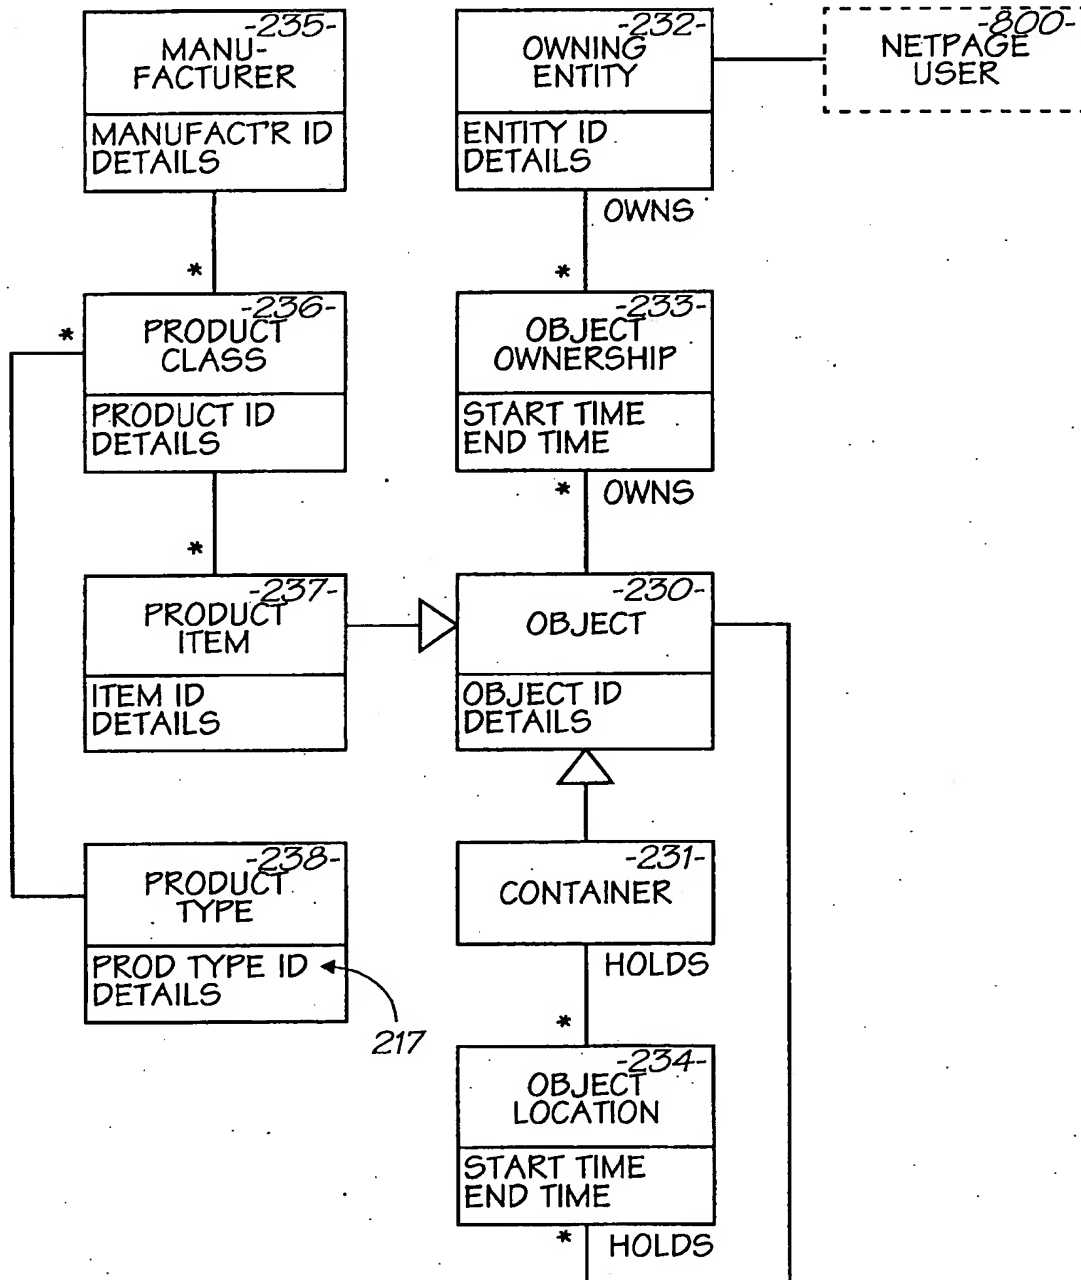 -235-
MANU-
FACTURER
MANUFACT'R ID
DETAILS
-232-
OWNING
ENTITY
ENTITY ID
DETAILS
OWNS
-800-
NETPAGE
USER
*
-236-
PRODUCT
CLASS
PRODUCT ID
DETAILS
*
*
-233-
OBJECT
OWNERSHIP
START TIME
END TIME
* OWNS
*
-237-
PRODUCT
ITEM
ITEM ID
DETAILS
*
-230-
OBJECT
OBJECT ID
DETAILS
-238-
PRODUCT
TYPE
PROD TYPE ID
DETAILS
217
-231-
CONTAINER
HOLDS
*
-234-
OBJECT
LOCATION
START TIME
END TIME
* HOLDS